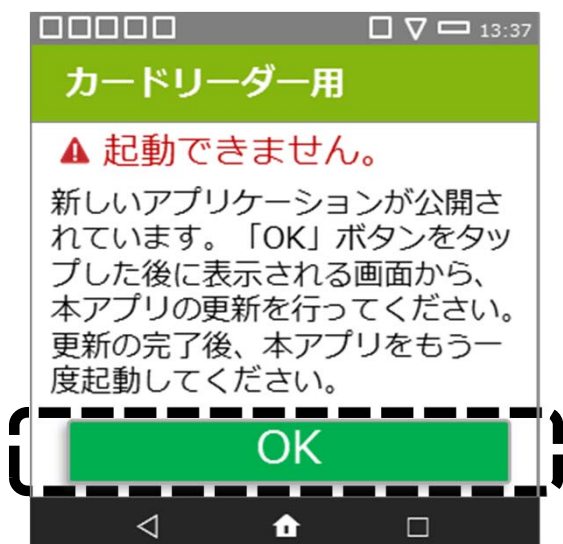 13:37
カードリーダー用
起動できません。
新しいアプリケーションが公開さ
れています。「OK」ボタンをタッ
プした後に表示される画面から、
本アプリの更新を行ってください。
更新の完了後、本アプリをもう一
度起動してください。
OK